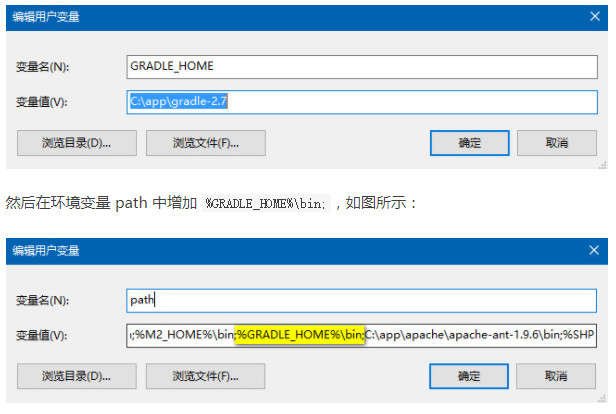 编辑用户变量
变量名(N):
GRADLE_HOME
变量值(V):
C:\app\gradle-2.7
浏览目录(D)...
浏览文件(F)...
确定
取消
然后在环境变量 path 中增加 %GRADLE_HOME%\bin; ，如图所示：
编辑用户变量
变量名(N):
path
变量值(V):
;%M2_HOME%\bin;%GRADLE_HOME%\bin;C:\app\apache\apache-ant-1.9.6\bin;%SHP
浏览目录(D)...
浏览文件(F)...
确定
取消